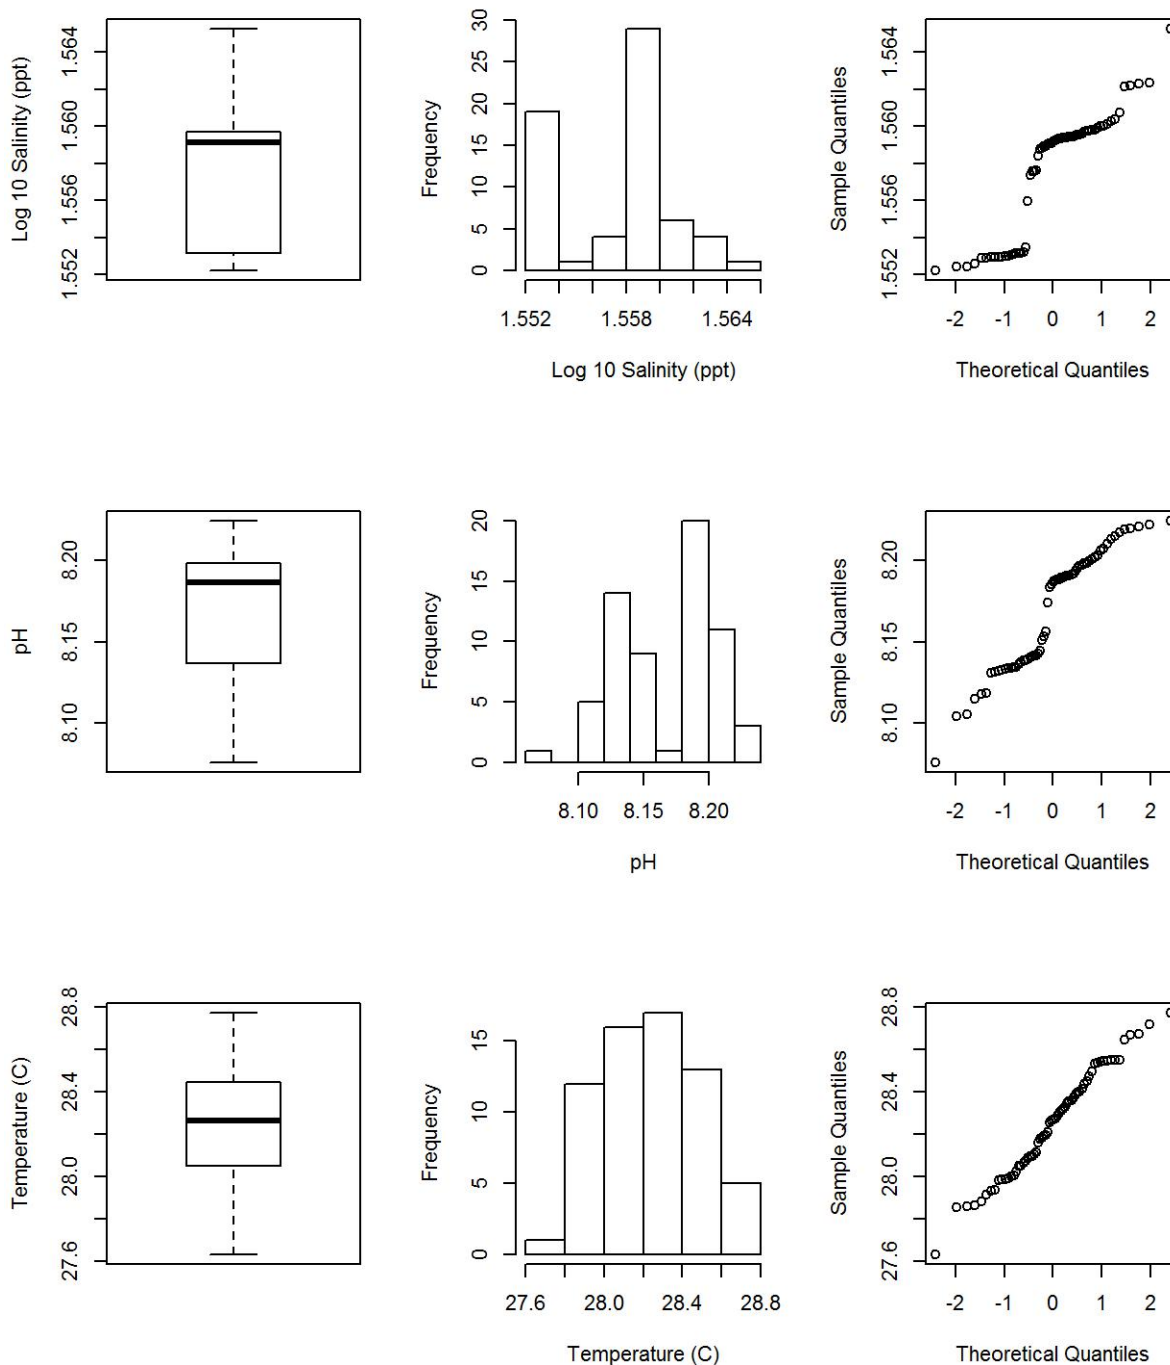 Log 10 Salinity (ppt)
1.552 1.556 1.560 1.564
Frequency
0 5 10 15 20 25 30
1.552 1.558 1.564
Log 10 Salinity (ppt)
Sample Quantiles
1.552 1.556 1.560 1.564
-2 -1 0 1 2
Theoretical Quantiles
pH
8.10 8.15 8.20
Frequency
0 5 10 15 20
8.10 8.15 8.20
pH
Sample Quantiles
8.10 8.15 8.20
-2 -1 0 1 2
Theoretical Quantiles
Temperature (C)
27.6 28.0 28.4 28.8
Frequency
0 5 10 15
27.6 28.0 28.4 28.8
Temperature (C)
Sample Quantiles
27.6 28.0 28.4 28.8
-2 -1 0 1 2
Theoretical Quantiles